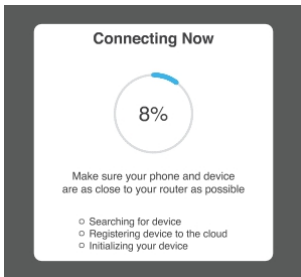 Connecting Now
8%
Make sure your phone and device
are as close to your router as possible
Searching for device
Registering device to the cloud
Initializing your device